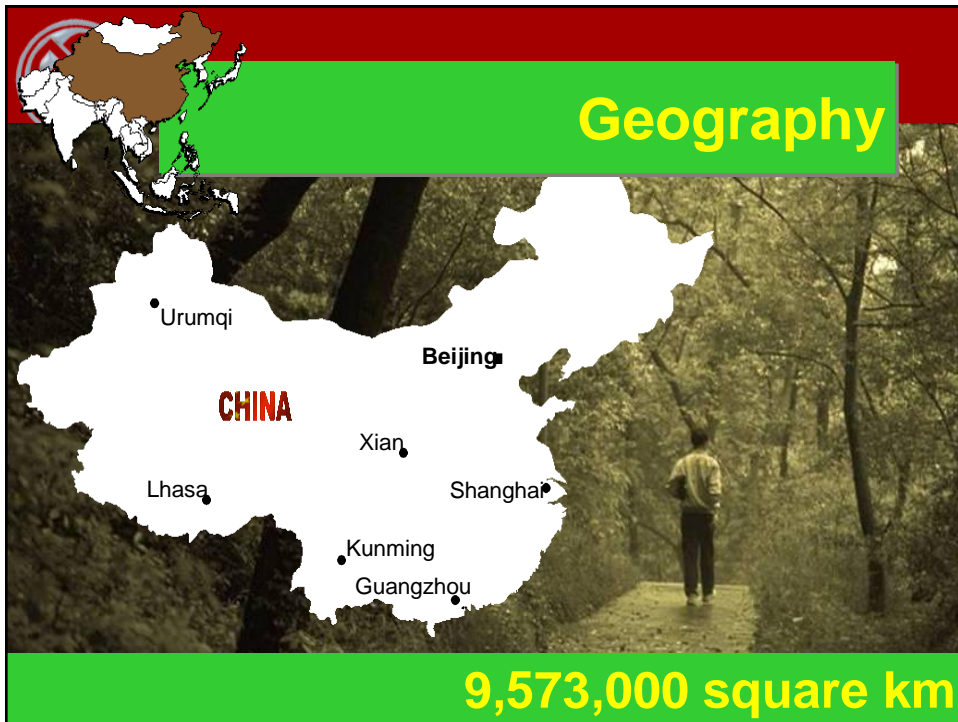 Geography
Urumqi
Beijing
CHINA
Xian
Lhasa
Shanghai
Kunming
Guangzhou
9,573,000 square km